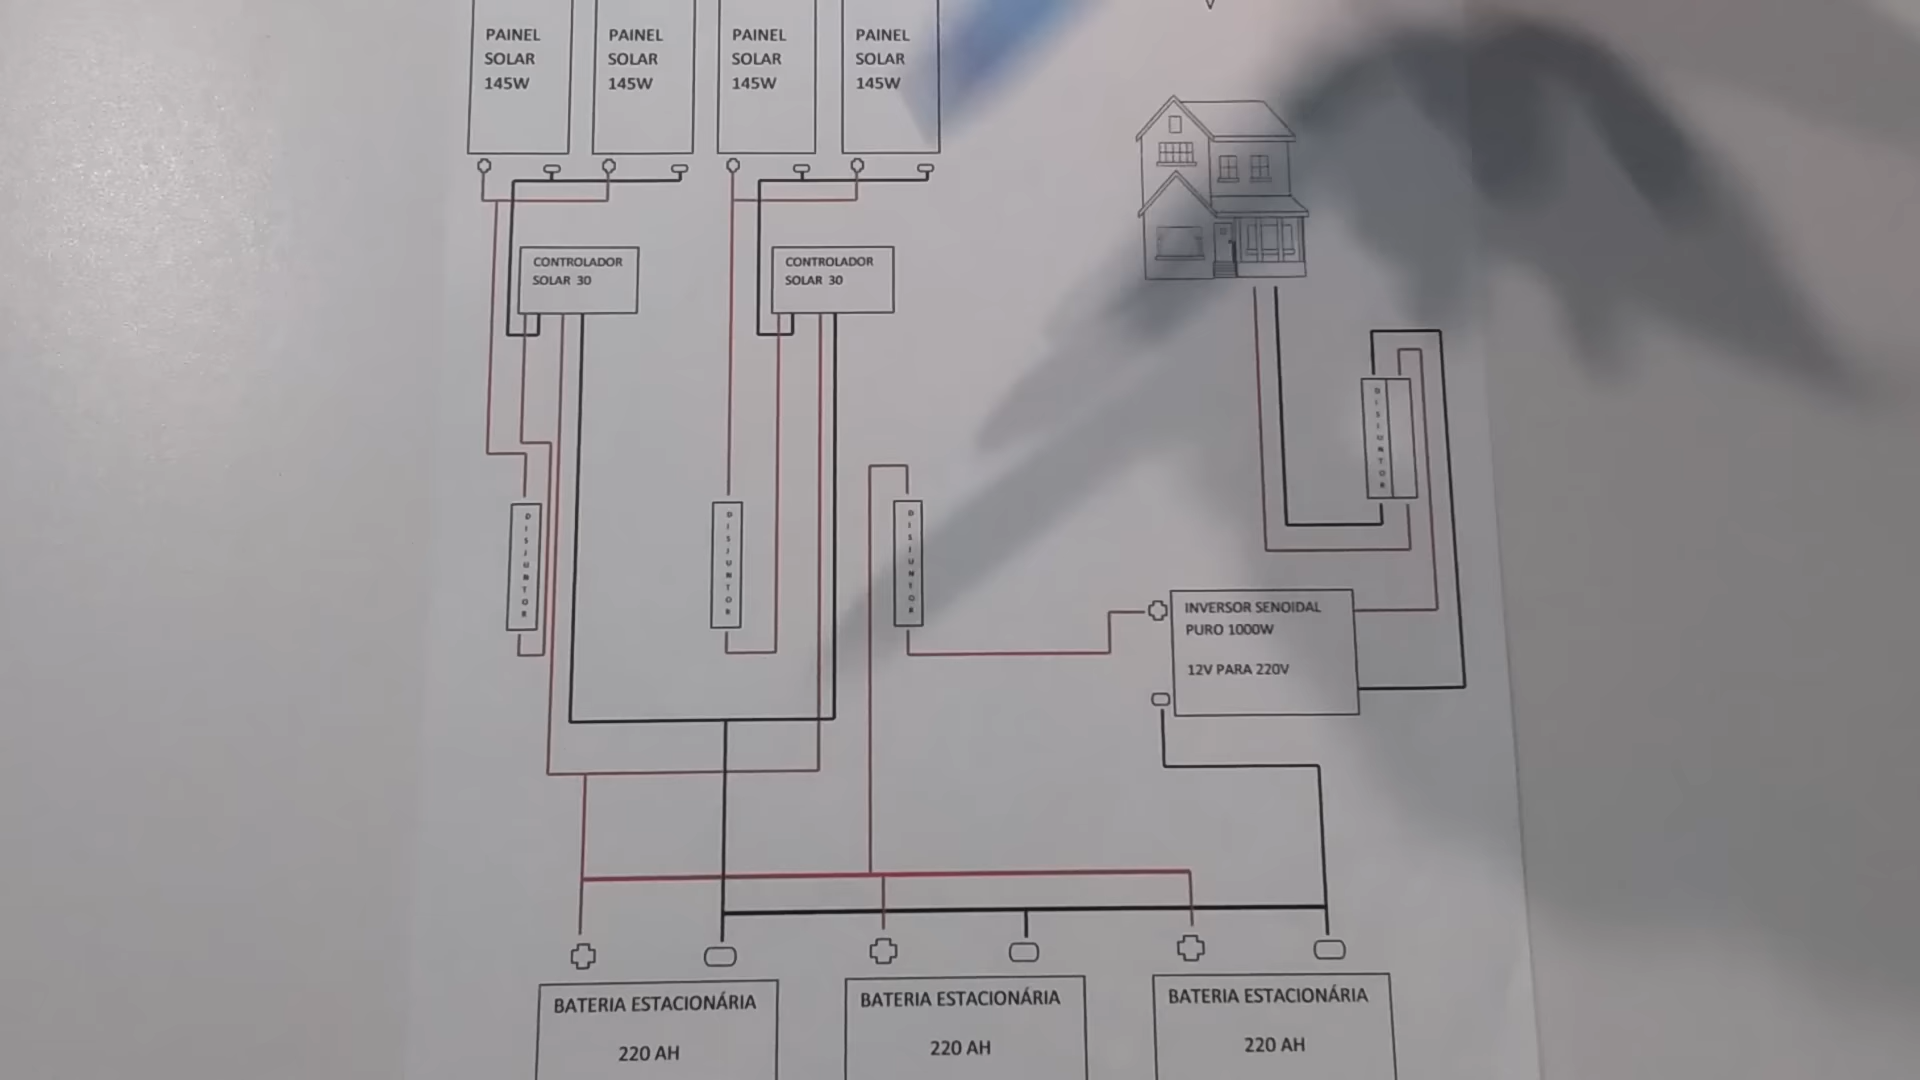 PAINEL
SOLAR
145W
PAINEL
SOLAR
145W
PAINEL
SOLAR
145W
PAINEL
SOLAR
145W
CONTROLADOR
SOLAR 30
CONTROLADOR
SOLAR 30
DISJUNTOR
DISJUNTOR
DISJUNTOR
DISJUNTOR
INVERSOR SENOIDAL
PURO 1000W
12V PARA 220V
BATERIA ESTACIONÁRIA
220 AH
BATERIA ESTACIONÁRIA
220 AH
BATERIA ESTACIONÁRIA
220 AH